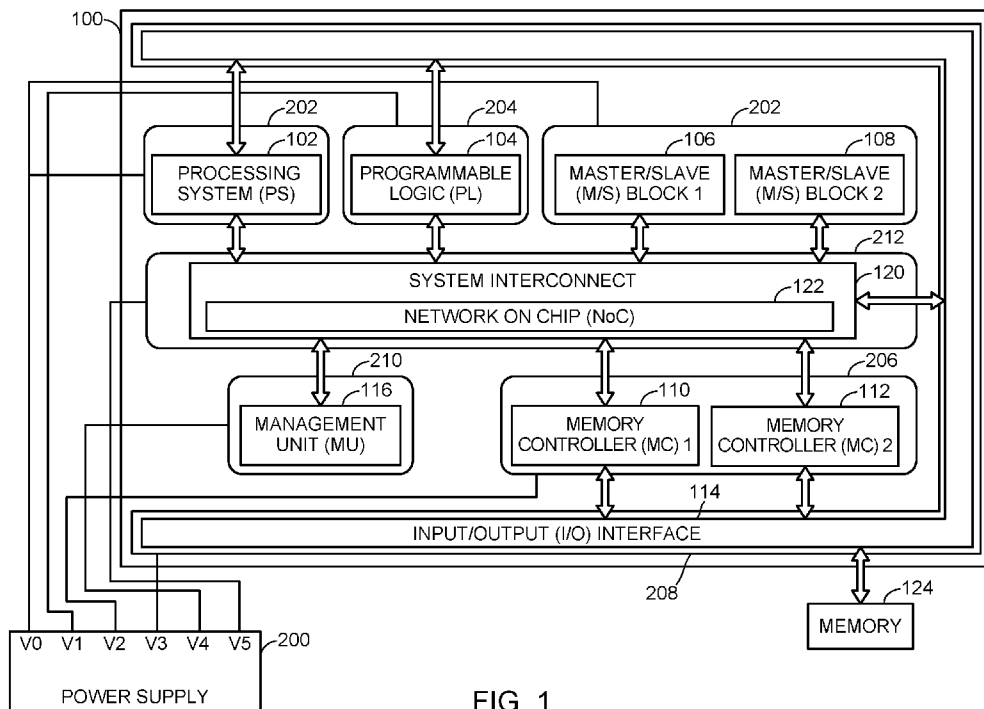 100
202
204
202
102
104
106
108
PROCESSING
SYSTEM (PS)
PROGRAMMABLE
LOGIC (PL)
MASTER/SLAVE
(M/S) BLOCK 1
MASTER/SLAVE
(M/S) BLOCK 2
212
SYSTEM INTERCONNECT
120
122
NETWORK ON CHIP (NoC)
210
206
116
110
112
MANAGEMENT
UNIT (MU)
MEMORY
CONTROLLER (MC) 1
MEMORY
CONTROLLER (MC) 2
114
INPUT/OUTPUT (I/O) INTERFACE
208
124
MEMORY
V0 V1 V2 V3 V4 V5
200
POWER SUPPLY
FIG. 1